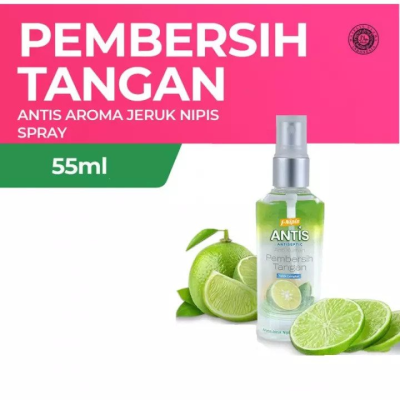 PEMBERSIH
TANGAN
ANTIS AROMA JERUK NIPIS
SPRAY
55ml
ANTIS
Pembersih
Tangan